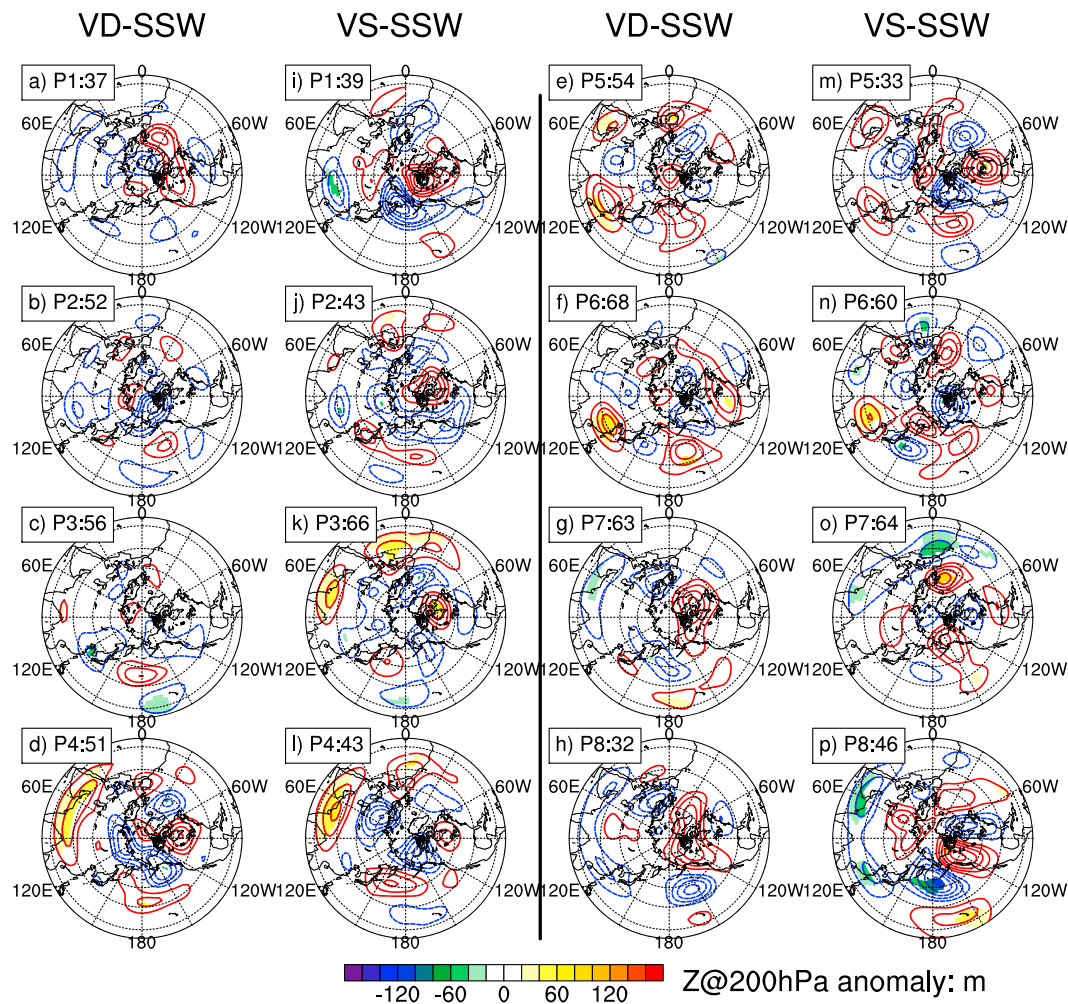 VD-SSW VS-SSW VD-SSW VS-SSW
a) P1:37 i) P1:39 e) P5:54 m) P5:33
0 0 0 0
60E 60W 60E 60W 60E 60W 60E 60W
120E 120W 120E 120W 120E 120W 120E 120W
180 180 180 180
b) P2:52 j) P2:43 f) P6:68 n) P6:60
0 0 0 0
60E 60W 60E 60W 60E 60W 60E 60W
120E 120W 120E 120W 120E 120W 120E 120W
180 180 180 180
c) P3:56 k) P3:66 g) P7:63 o) P7:64
0 0 0 0
60E 60W 60E 60W 60E 60W 60E 60W
120E 120W 120E 120W 120E 120W 120E 120W
180 180 180 180
d) P4:51 l) P4:43 h) P8:32 p) P8:46
0 0 0 0
60E 60W 60E 60W 60E 60W 60E 60W
120E 120W 120E 120W 120E 120W 120E 120W
180 180 180 180
-120 -60 0 60 120 Z@200hPa anomaly: m